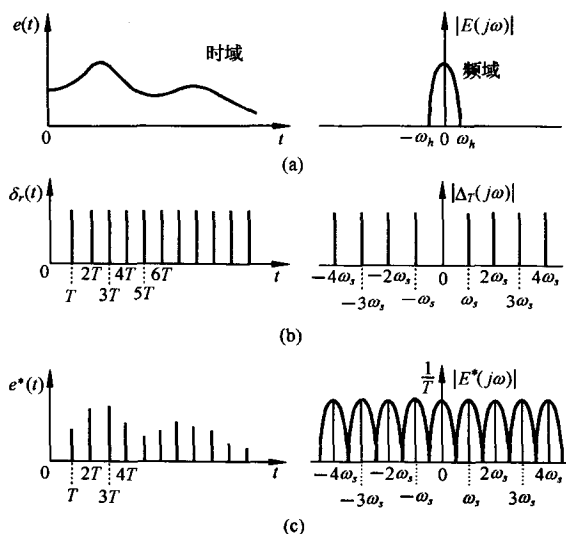 e(t)
时域
0
t
|E(jω)|
频域
-ω_h 0 ω_h
(a)
δ_r(t)
0 2T 4T 6T t
T 3T 5T
|Δ_T(jω)|
-4ω_s -2ω_s 0 2ω_s 4ω_s
-3ω_s -ω_s ω_s 3ω_s
(b)
e*(t)
0 2T 4T t
T 3T
1/T |E*(jω)|
-4ω_s -2ω_s 0 2ω_s 4ω_s
-3ω_s -ω_s ω_s 3ω_s
(c)